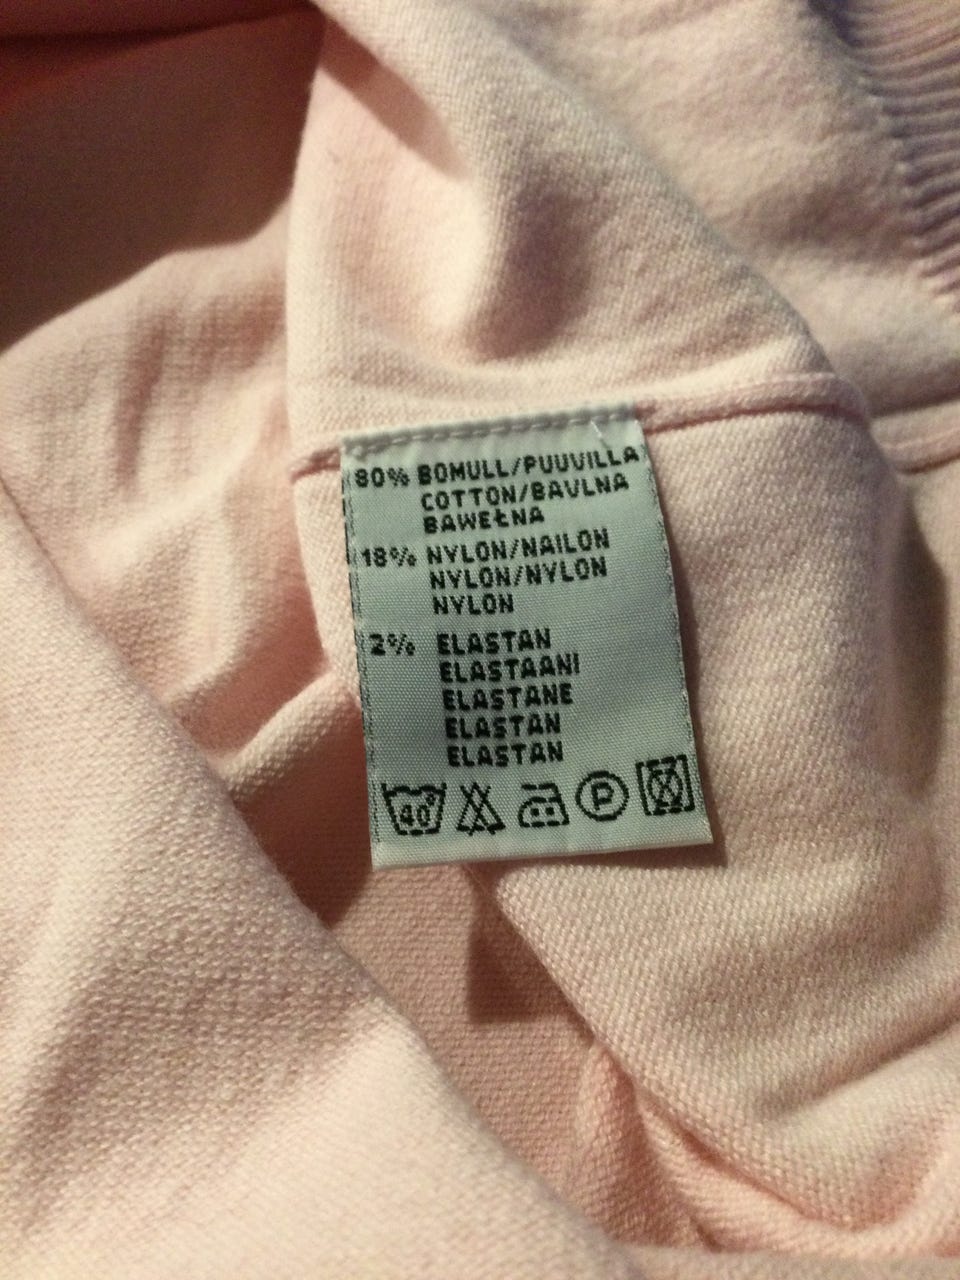 80% BOMULL/PUUVILLA
COTTON/BAVLNA
BAWEŁNA
18% NYLON/NAILON
NYLON/NYLON
NYLON
2% ELASTAN
ELASTAANI
ELASTANE
ELASTAN
ELASTAN
40° P